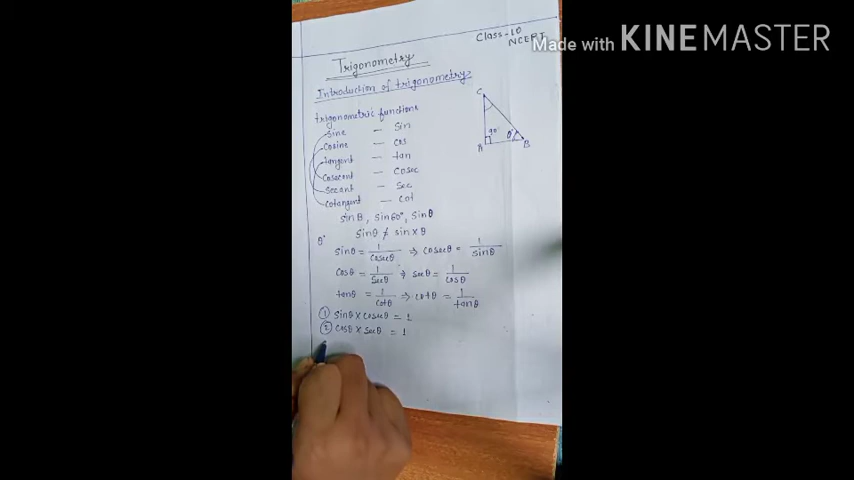 Class-10
NCERT
Made with KINEMASTER
Trigonometry
Introduction of trigonometry
trigonometric functions
Sine — Sin
Cosine — Cos
tangent — tan
Cosecant — Cosec
Secant — Sec
Cotangent — Cot
C
90°
θ
A
B
sin B, sin 60°, sin θ
sin θ ≠ sin x θ
θ°
sin θ = 1/cosec θ ⇒ cosec θ = 1/sin θ
cos θ = 1/sec θ ⇒ sec θ = 1/cos θ
tan θ = 1/cot θ ⇒ cot θ = 1/tan θ
① sin θ x cosec θ = 1
② cos θ x sec θ = 1